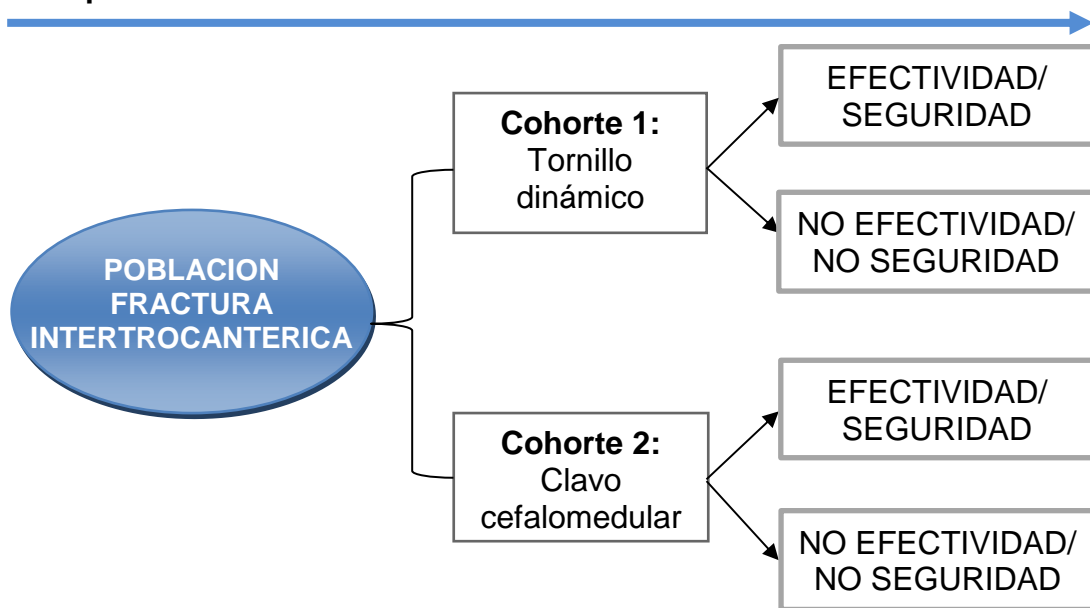 POBLACION
FRACTURA
INTERTROCANTERICA
Cohorte 1:
Tornillo
dinámico
EFECTIVIDAD/
SEGURIDAD
NO EFECTIVIDAD/
NO SEGURIDAD
Cohorte 2:
Clavo
cefalomedular
EFECTIVIDAD/
SEGURIDAD
NO EFECTIVIDAD/
NO SEGURIDAD